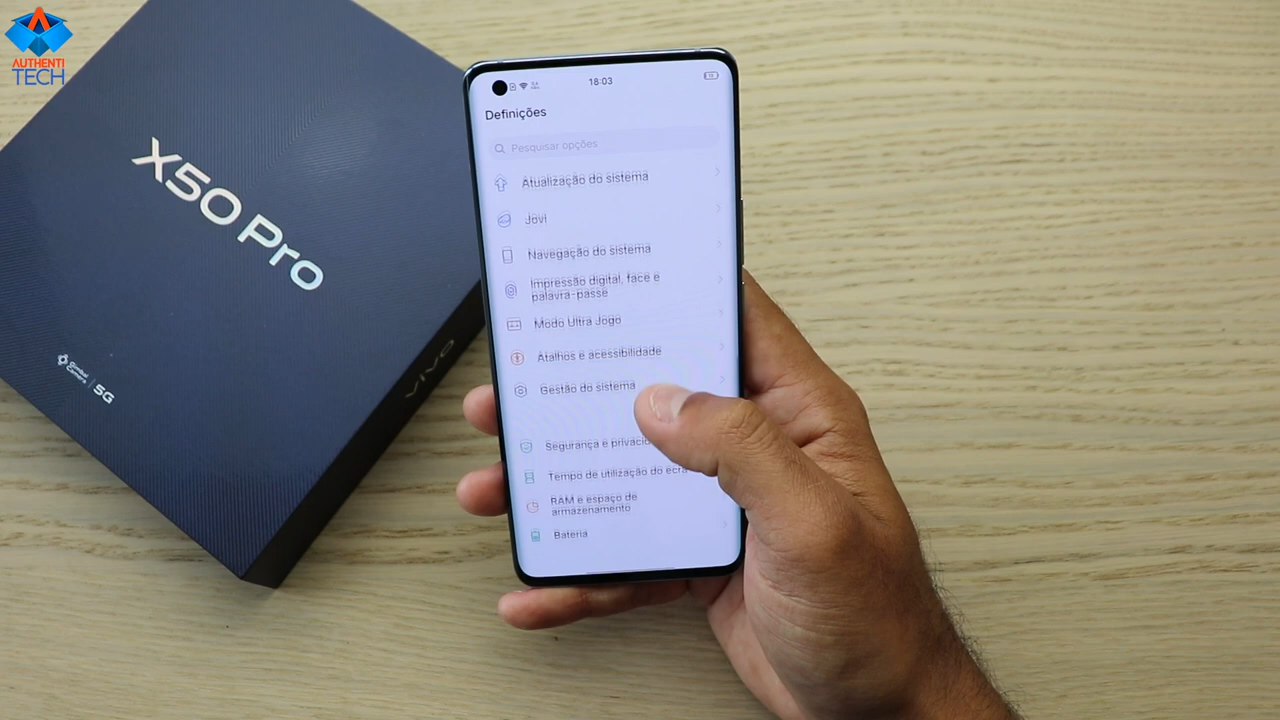 AUTHENTI
TECH
X50 Pro
Gimbal
Camera
5G
vivo
18:03
Definições
Pesquisar opções
Atualização do sistema
Jovi
Navegação do sistema
Impressão digital, face e
palavra-passe
Modo Ultra Jogo
Atalhos e acessibilidade
Gestão do sistema
Segurança e privacid
Tempo de utilização do ecrã
RAM e espaço de
armazenamento
Bateria